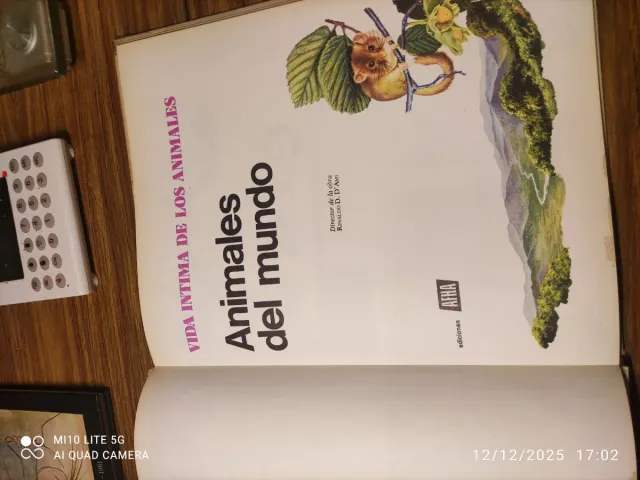 VIDA INTIMA DE LOS ANIMALES
Animales
del mundo
Director de la obra
RINALDO D. D'AMI
ediciones AFHA
MI10 LITE 5G
AI QUAD CAMERA
12/12/2025 17:02